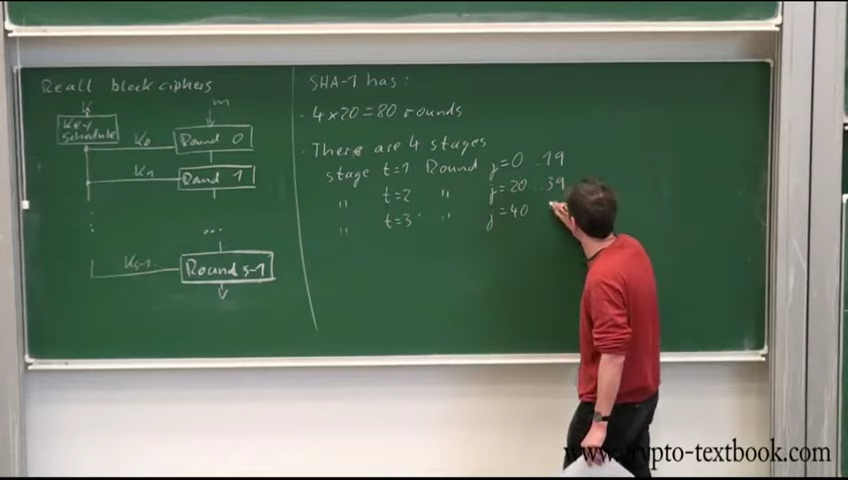 Recall block ciphers
k
m
Key
Schedule
K0
Round 0
K1
Round 1
...
Ks-1
Round s-1
SHA-1 has:
· 4 x 20 = 80 rounds
· There are 4 stages
stage t=1 Round j=0 ..19
" t=2 " j=20 ..39
" t=3 " j=40
www.crypto-textbook.com